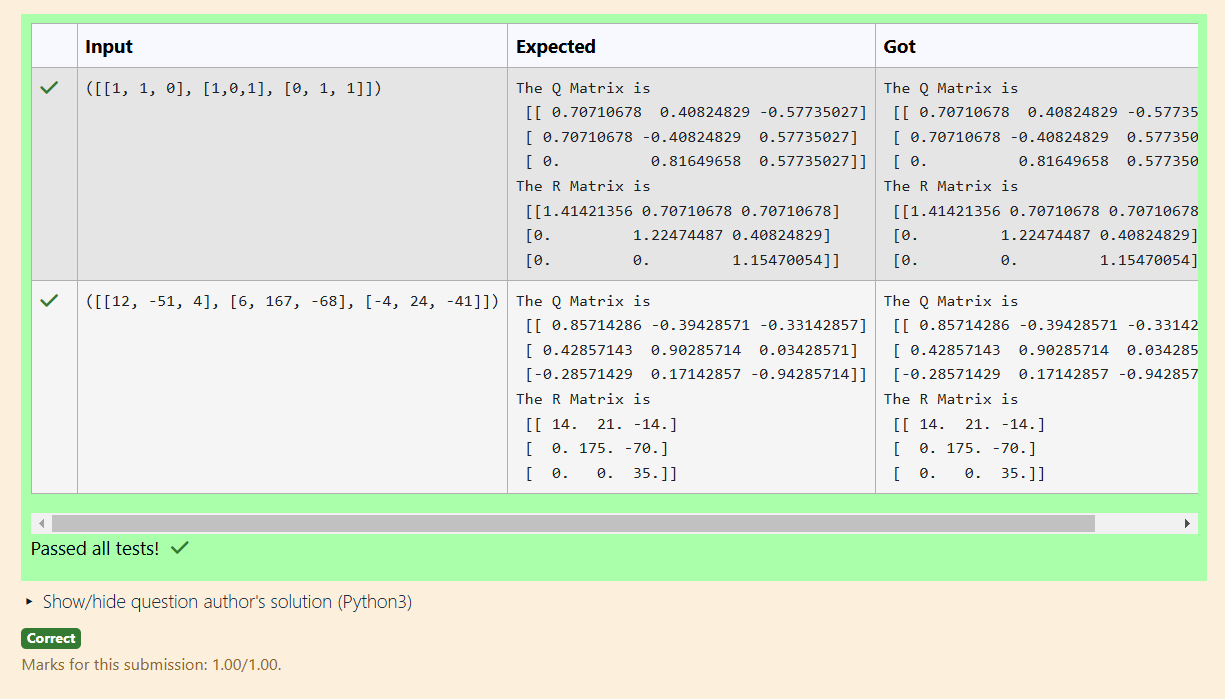 Input Expected Got
([[1, 1, 0], [1,0,1], [0, 1, 1]])
The Q Matrix is
[[ 0.70710678  0.40824829 -0.57735027]
[ 0.70710678 -0.40824829  0.57735027]
[ 0.          0.81649658  0.57735027]]
The R Matrix is
[[1.41421356 0.70710678 0.70710678]
[0.         1.22474487 0.40824829]
[0.         0.         1.15470054]]
The Q Matrix is
[[ 0.70710678  0.40824829 -0.57735
[ 0.70710678 -0.40824829  0.577350
[ 0.          0.81649658  0.577350
The R Matrix is
[[1.41421356 0.70710678 0.70710678
[0.         1.22474487 0.40824829]
[0.         0.         1.15470054]
([[12, -51, 4], [6, 167, -68], [-4, 24, -41]])
The Q Matrix is
[[ 0.85714286 -0.39428571 -0.33142857]
[ 0.42857143  0.90285714  0.03428571]
[-0.28571429  0.17142857 -0.94285714]]
The R Matrix is
[[ 14.  21. -14.]
[  0. 175. -70.]
[  0.   0.  35.]]
The Q Matrix is
[[ 0.85714286 -0.39428571 -0.33142
[ 0.42857143  0.90285714  0.034285
[-0.28571429  0.17142857 -0.942857
The R Matrix is
[[ 14.  21. -14.]
[  0. 175. -70.]
[  0.   0.  35.]]
Passed all tests!
Show/hide question author's solution (Python3)
Correct
Marks for this submission: 1.00/1.00.